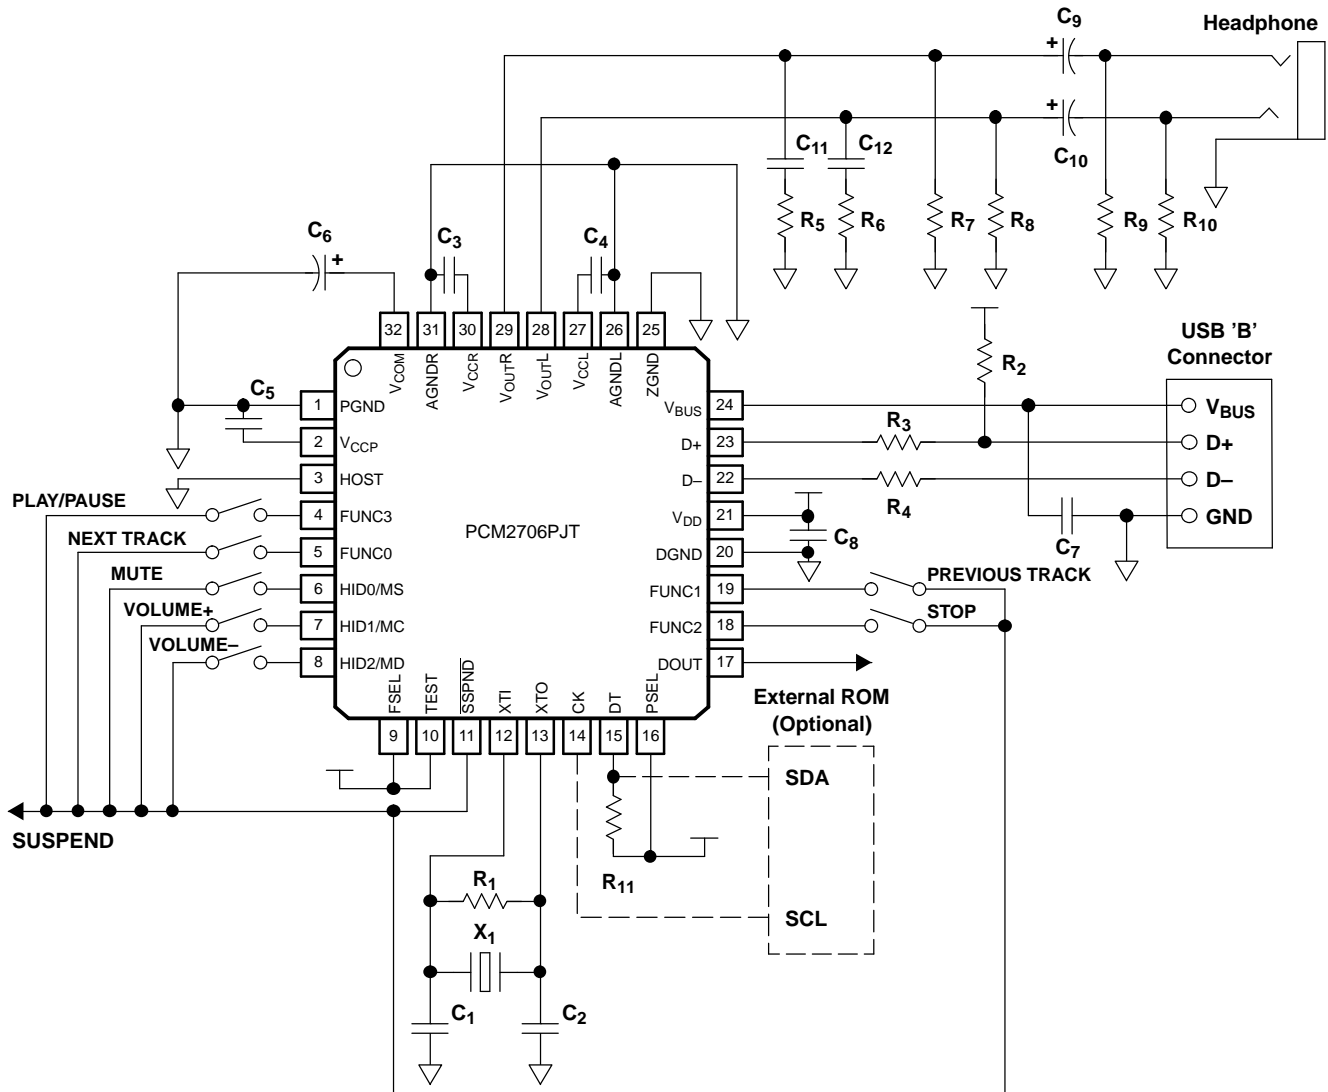 C9
Headphone
C11
C12
C10
R5
R6
R7
R8
R9
R10
C6
+
C3
C4
+
+
32
31
30
29
28
27
26
25
VCOM
AGNDR
VCCR
VOUTR
VOUTL
VCCL
AGNDL
ZGND
R2
USB 'B'
Connector
C5
1 PGND
VBUS 24
VBUS
2 VCCP
D+ 23
R3
D+
3 HOST
D– 22
R4
D–
PLAY/PAUSE
4 FUNC3
PCM2706PJT
VDD 21
C8
C7
GND
NEXT TRACK
5 FUNC0
DGND 20
MUTE
6 HID0/MS
FUNC1 19
PREVIOUS TRACK
VOLUME+
7 HID1/MC
FUNC2 18
STOP
VOLUME–
8 HID2/MD
DOUT 17
FSEL
TEST
SSPND
XTI
XTO
CK
DT
PSEL
9
10
11
12
13
14
15
16
External ROM
(Optional)
SDA
SUSPEND
R1
R11
SCL
X1
C1
C2